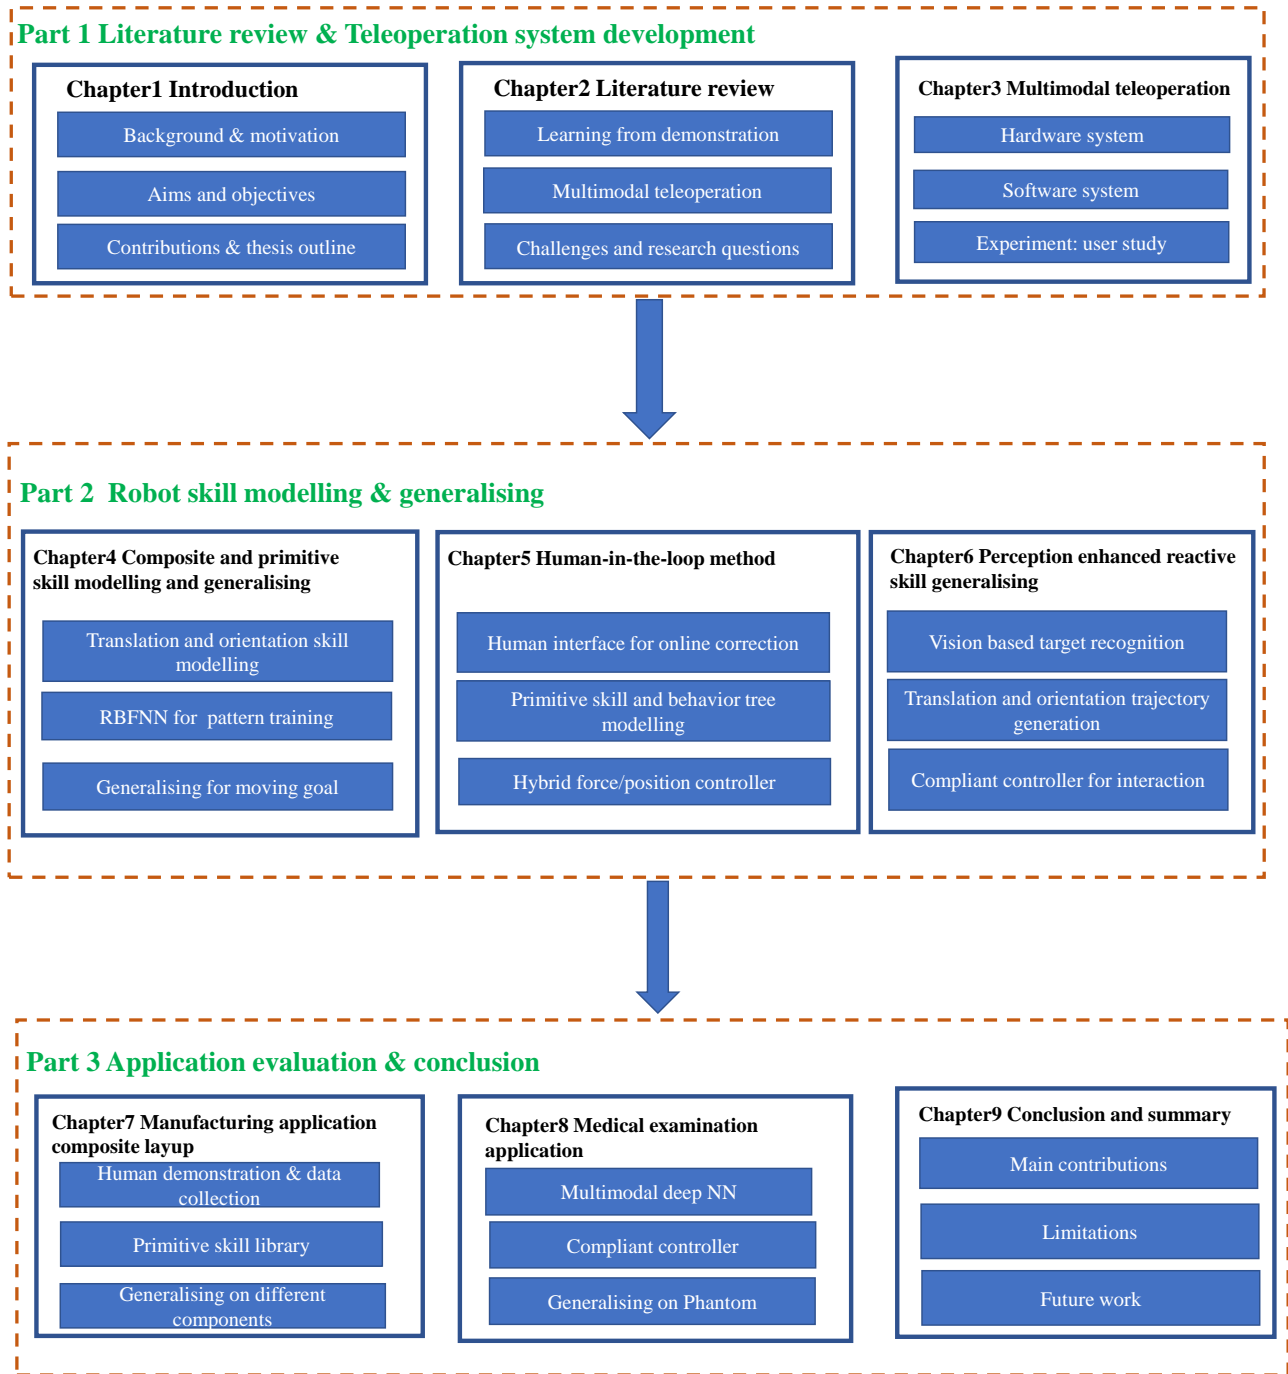 Part 1 Literature review & Teleoperation system development
Chapter1 Introduction
Background & motivation
Aims and objectives
Contributions & thesis outline
Chapter2 Literature review
Learning from demonstration
Multimodal teleoperation
Challenges and research questions
Chapter3 Multimodal teleoperation
Hardware system
Software system
Experiment: user study
Part 2 Robot skill modelling & generalising
Chapter4 Composite and primitive
skill modelling and generalising
Translation and orientation skill
modelling
RBFNN for pattern training
Generalising for moving goal
Chapter5 Human-in-the-loop method
Human interface for online correction
Primitive skill and behavior tree
modelling
Hybrid force/position controller
Chapter6 Perception enhanced reactive
skill generalising
Vision based target recognition
Translation and orientation trajectory
generation
Compliant controller for interaction
Part 3 Application evaluation & conclusion
Chapter7 Manufacturing application
composite layup
Human demonstration & data
collection
Primitive skill library
Generalising on different
components
Chapter8 Medical examination
application
Multimodal deep NN
Compliant controller
Generalising on Phantom
Chapter9 Conclusion and summary
Main contributions
Limitations
Future work